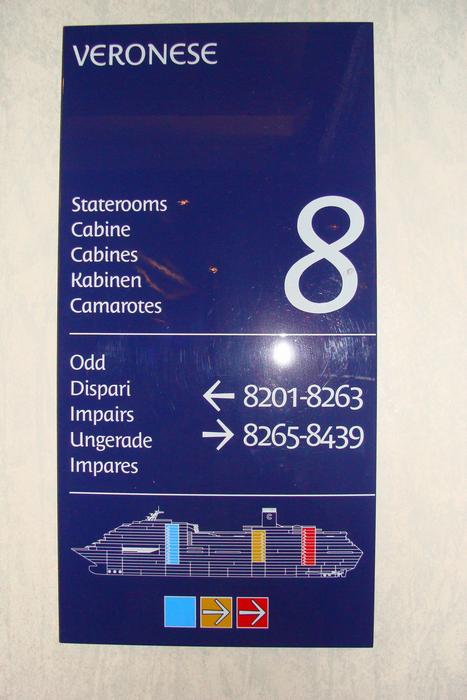 VERONESE
Staterooms
Cabine
Cabines
Kabinen
Camarotes
8
Odd
Dispari
Impairs
Ungerade
Impares
← 8201-8263
→ 8265-8439